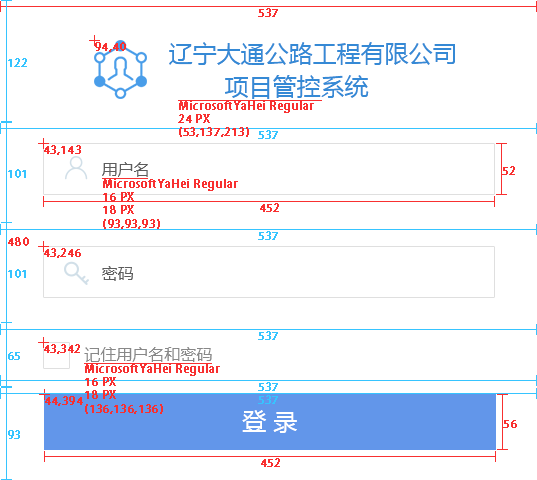 537
94,40
辽宁大通公路工程有限公司
122
项目管控系统
MicrosoftYaHei Regular
24 PX
(53,137,213)
537
43,143
用户名
52
101
MicrosoftYaHei Regular
16 PX
18 PX
(93,93,93)
452
537
480
43,246
101
密码
537
43,342
65
记住用户名和密码
MicrosoftYaHei Regular
16 PX
18 PX
(136,136,136)
537
537
44,394
登 录
56
93
452